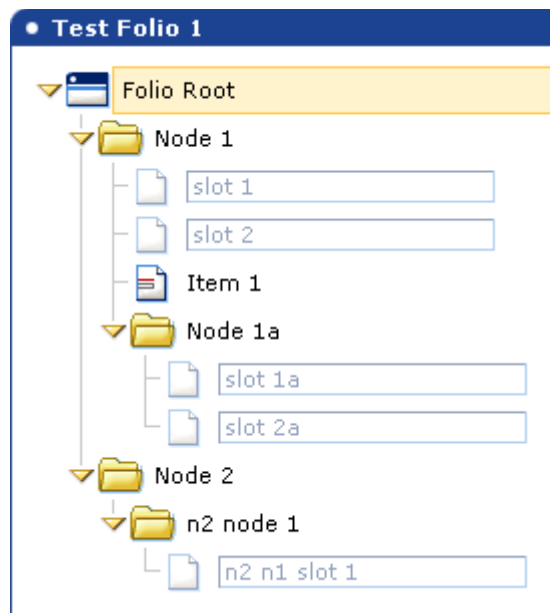 Test Folio 1
Folio Root
Node 1
slot 1
slot 2
Item 1
Node 1a
slot 1a
slot 2a
Node 2
n2 node 1
n2 n1 slot 1